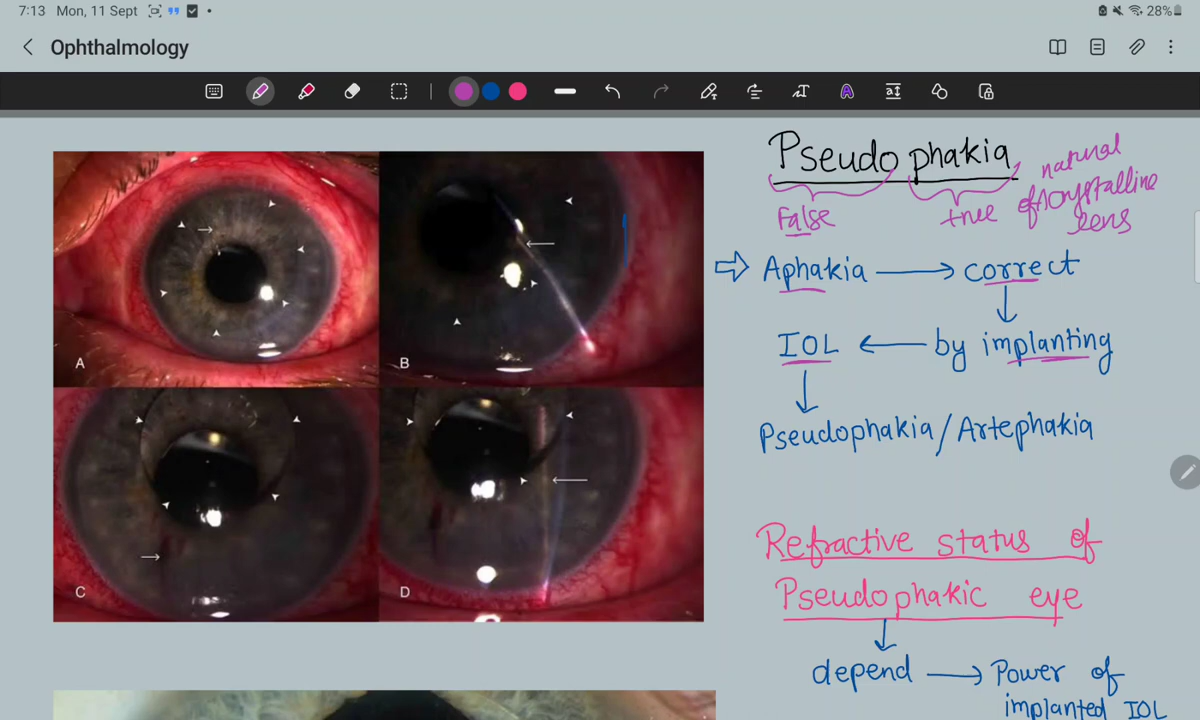 7:13 Mon, 11 Sept
28%
Ophthalmology
A
B
C
D
Pseudophakia
False
true
natural
crystalline
lens
Aphakia → correct
IOL ← by implanting
Pseudophakia/Artephakia
Refractive status of
Pseudophakic eye
depend → Power of
implanted IOL